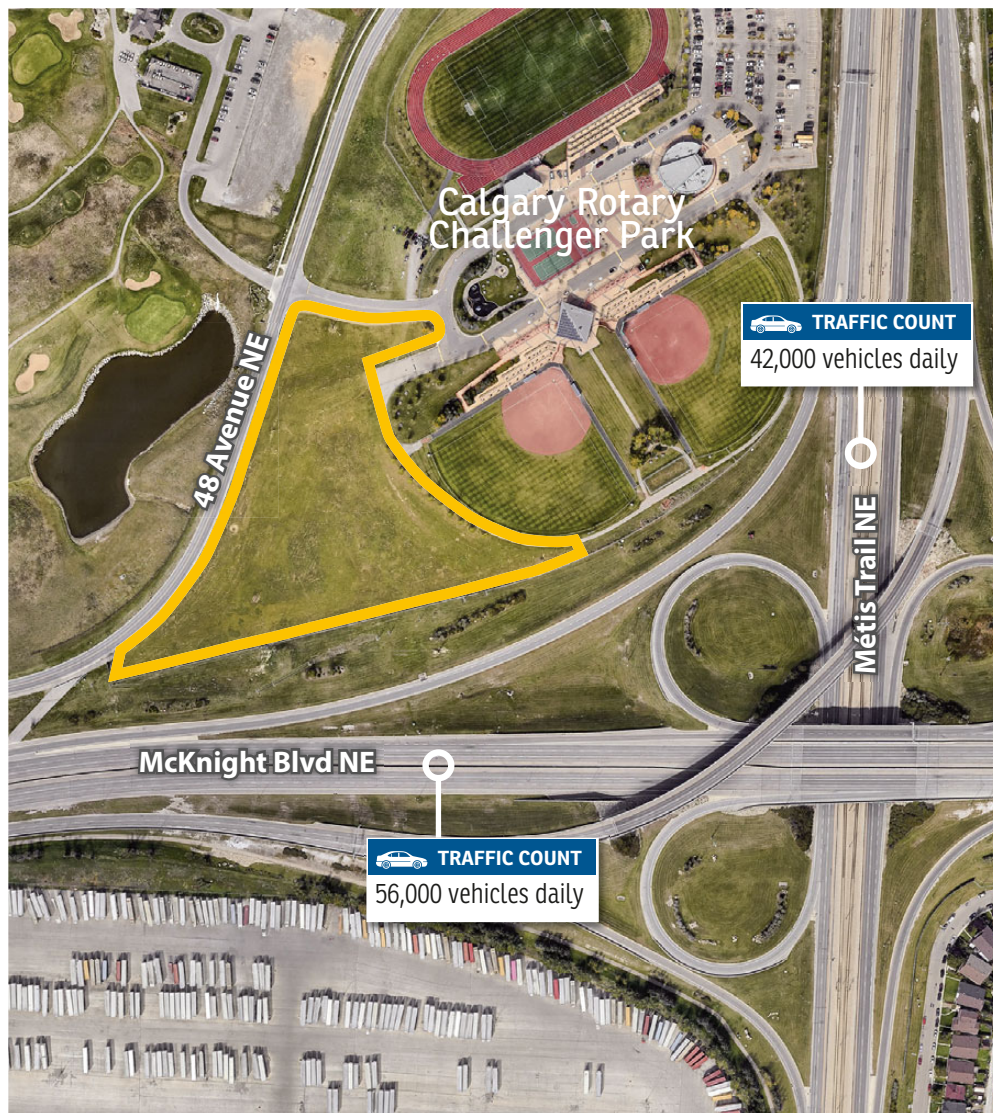 Calgary Rotary
Challenger Park
TRAFFIC COUNT
42,000 vehicles daily
48 Avenue NE
Métis Trail NE
McKnight Blvd NE
TRAFFIC COUNT
56,000 vehicles daily